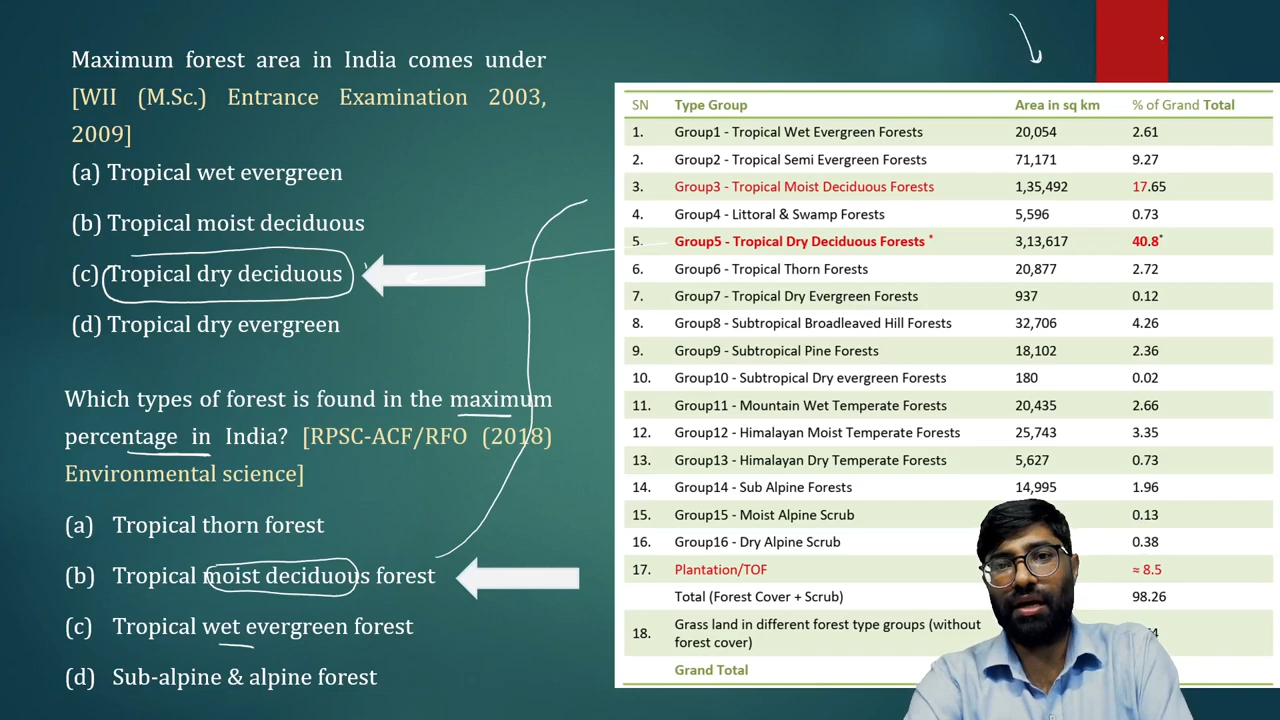 Maximum forest area in India comes under
[WII (M.Sc.) Entrance Examination 2003,
2009]
(a) Tropical wet evergreen
(b) Tropical moist deciduous
(c) Tropical dry deciduous
(d) Tropical dry evergreen
Which types of forest is found in the maximum
percentage in India? [RPSC-ACF/RFO (2018)
Environmental science]
(a) Tropical thorn forest
(b) Tropical moist deciduous forest
(c) Tropical wet evergreen forest
(d) Sub-alpine & alpine forest
SN Type Group Area in sq km % of Grand Total
1. Group1 - Tropical Wet Evergreen Forests 20,054 2.61
2. Group2 - Tropical Semi Evergreen Forests 71,171 9.27
3. Group3 - Tropical Moist Deciduous Forests 1,35,492 17.65
4. Group4 - Littoral & Swamp Forests 5,596 0.73
5. Group5 - Tropical Dry Deciduous Forests * 3,13,617 40.8*
6. Group6 - Tropical Thorn Forests 20,877 2.72
7. Group7 - Tropical Dry Evergreen Forests 937 0.12
8. Group8 - Subtropical Broadleaved Hill Forests 32,706 4.26
9. Group9 - Subtropical Pine Forests 18,102 2.36
10. Group10 - Subtropical Dry evergreen Forests 180 0.02
11. Group11 - Mountain Wet Temperate Forests 20,435 2.66
12. Group12 - Himalayan Moist Temperate Forests 25,743 3.35
13. Group13 - Himalayan Dry Temperate Forests 5,627 0.73
14. Group14 - Sub Alpine Forests 14,995 1.96
15. Group15 - Moist Alpine Scrub 0.13
16. Group16 - Dry Alpine Scrub 0.38
17. Plantation/TOF ≈ 8.5
Total (Forest Cover + Scrub) 98.26
18. Grass land in different forest type groups (without
forest cover)
Grand Total